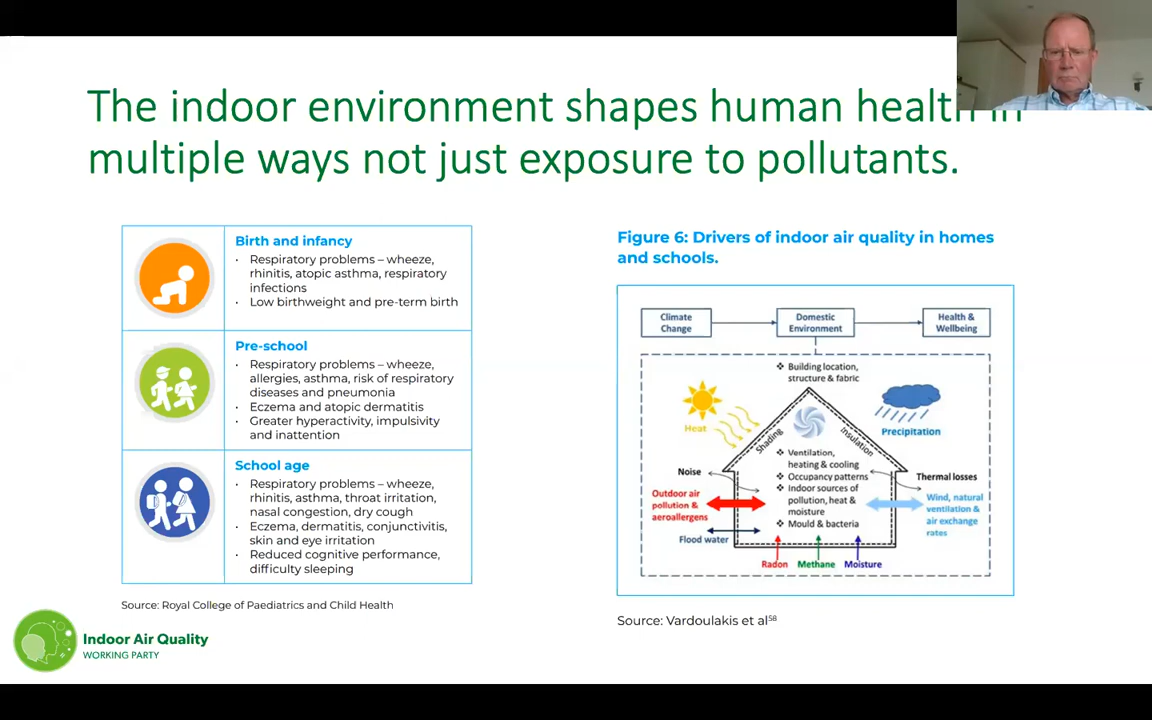 The indoor environment shapes human health in
multiple ways not just exposure to pollutants.
Birth and infancy
• Respiratory problems – wheeze,
rhinitis, atopic asthma, respiratory
infections
• Low birthweight and pre-term birth
Pre-school
• Respiratory problems – wheeze,
allergies, asthma, risk of respiratory
diseases and pneumonia
• Eczema and atopic dermatitis
• Greater hyperactivity, impulsivity
and inattention
School age
• Respiratory problems – wheeze,
rhinitis, asthma, throat irritation,
nasal congestion, dry cough
• Eczema, dermatitis, conjunctivitis,
skin and eye irritation
• Reduced cognitive performance,
difficulty sleeping
Source: Royal College of Paediatrics and Child Health
Indoor Air Quality
WORKING PARTY
Figure 6: Drivers of indoor air quality in homes
and schools.
Climate
Change
Domestic
Environment
Health &
Wellbeing
❖ Building location,
structure & fabric
Heat
Precipitation
Shading
Insulation
❖ Ventilation,
heating & cooling
❖ Occupancy patterns
❖ Indoor sources of
pollution, heat &
moisture
❖ Mould & bacteria
Noise
Thermal losses
Outdoor air
pollution &
aeroallergens
Wind, natural
ventilation &
air exchange
rates
Flood water
Radon
Methane
Moisture
Source: Vardoulakis et al58